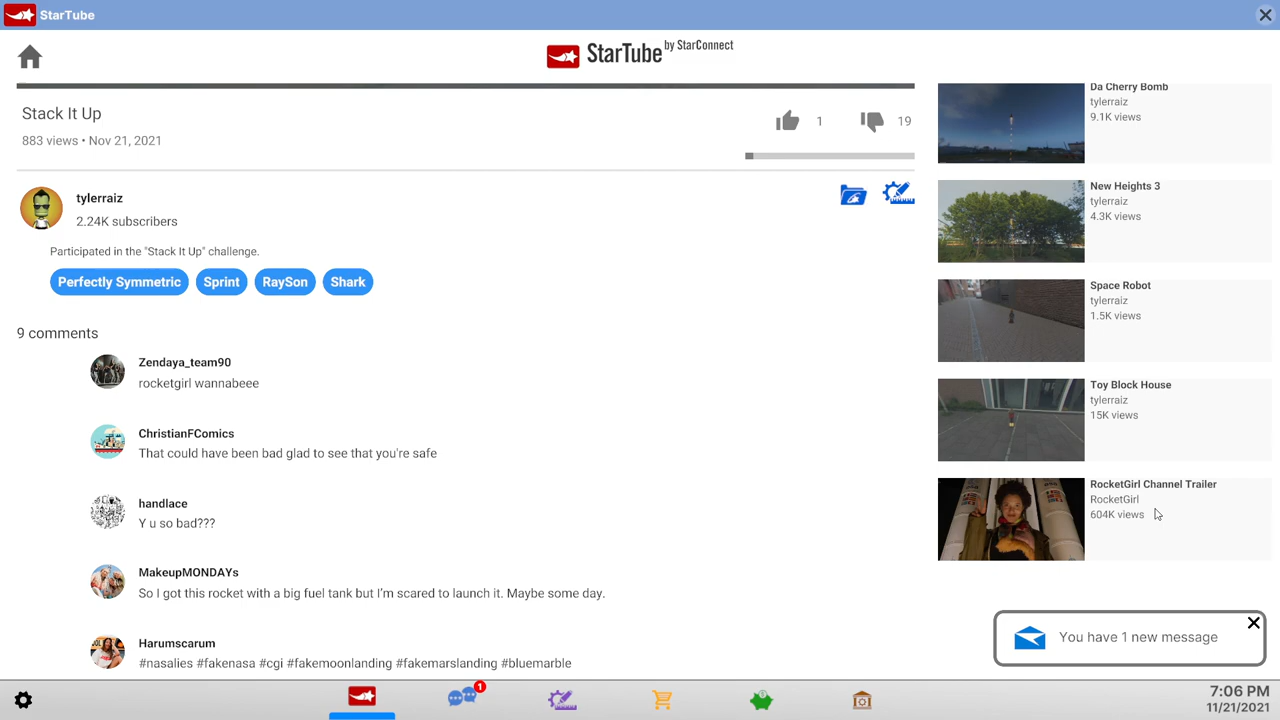 StarTube
StarTube by StarConnect
Stack It Up
883 views • Nov 21, 2021
1
19
tylerraiz
2.24K subscribers
Participated in the "Stack It Up" challenge.
Perfectly Symmetric
Sprint
RaySon
Shark
9 comments
Zendaya_team90
rocketgirl wannabeee
ChristianFComics
That could have been bad glad to see that you're safe
handlace
Y u so bad???
MakeupMONDAYs
So I got this rocket with a big fuel tank but I'm scared to launch it. Maybe some day.
Harumscarum
#nasalies #fakenasa #cgi #fakemoonlanding #fakemarslanding #bluemarble
Da Cherry Bomb
tylerraiz
9.1K views
New Heights 3
tylerraiz
4.3K views
Space Robot
tylerraiz
1.5K views
Toy Block House
tylerraiz
15K views
RocketGirl Channel Trailer
RocketGirl
604K views
You have 1 new message
1
7:06 PM
11/21/2021